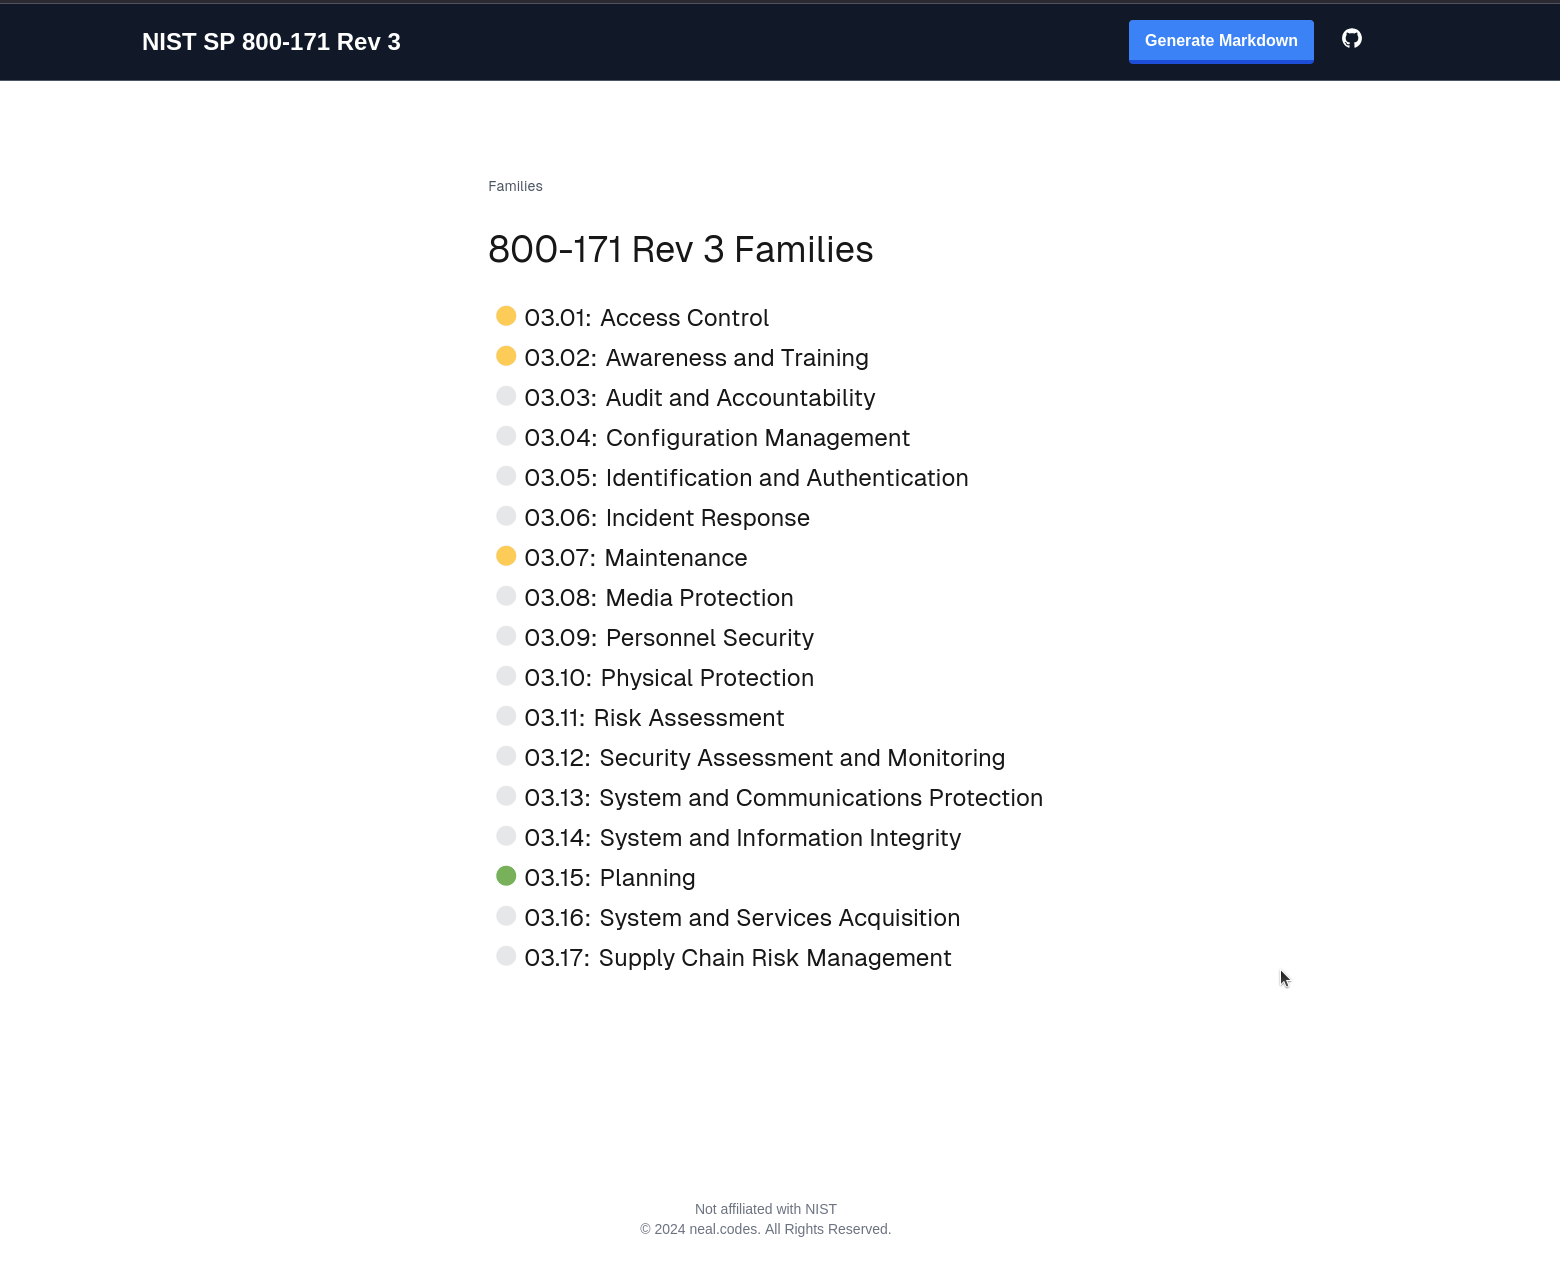 NIST SP 800-171 Rev 3
Generate Markdown
Families
800-171 Rev 3 Families
03.01: Access Control
03.02: Awareness and Training
03.03: Audit and Accountability
03.04: Configuration Management
03.05: Identification and Authentication
03.06: Incident Response
03.07: Maintenance
03.08: Media Protection
03.09: Personnel Security
03.10: Physical Protection
03.11: Risk Assessment
03.12: Security Assessment and Monitoring
03.13: System and Communications Protection
03.14: System and Information Integrity
03.15: Planning
03.16: System and Services Acquisition
03.17: Supply Chain Risk Management
Not affiliated with NIST
© 2024 neal.codes. All Rights Reserved.